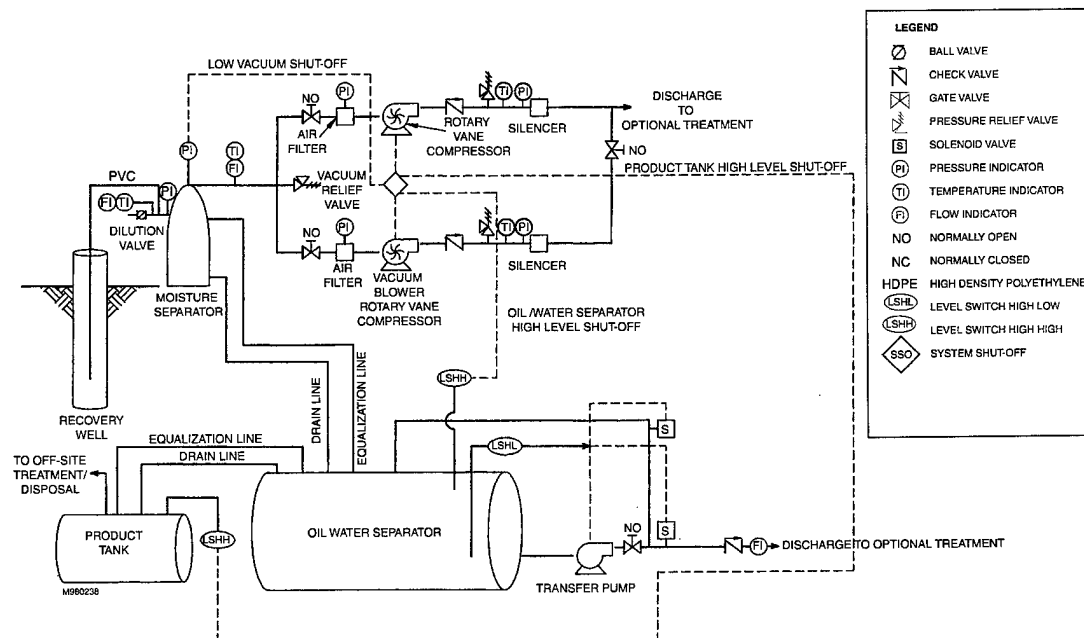 LOW VACUUM SHUT-OFF
NO
PI
AIR
FILTER
ROTARY
VANE
COMPRESSOR
TI
PI
SILENCER
DISCHARGE
TO
OPTIONAL TREATMENT
NO
PRODUCT TANK HIGH LEVEL SHUT-OFF
PI
TI
FI
PVC
PI
FI
TI
DILUTION
VALVE
VACUUM
RELIEF
VALVE
MOISTURE
SEPARATOR
NO
PI
AIR
FILTER
VACUUM
BLOWER
ROTARY VANE
COMPRESSOR
TI
PI
SILENCER
OIL/WATER SEPARATOR
HIGH LEVEL SHUT-OFF
RECOVERY
WELL
DRAIN LINE
EQUALIZATION LINE
LSHH
LSHL
S
S
EQUALIZATION LINE
DRAIN LINE
TO OFF-SITE
TREATMENT/
DISPOSAL
PRODUCT
TANK
LSHH
M980238
OIL WATER SEPARATOR
NO
TRANSFER PUMP
FI
DISCHARGE TO OPTIONAL TREATMENT
LEGEND
BALL VALVE
CHECK VALVE
GATE VALVE
PRESSURE RELIEF VALVE
S SOLENOID VALVE
PI PRESSURE INDICATOR
TI TEMPERATURE INDICATOR
Fi FLOW INDICATOR
NO NORMALLY OPEN
NC NORMALLY CLOSED
HDPE HIGH DENSITY POLYETHYLENE
LSHL LEVEL SWITCH HIGH LOW
LSHH LEVEL SWITCH HIGH HIGH
SSO SYSTEM SHUT-OFF